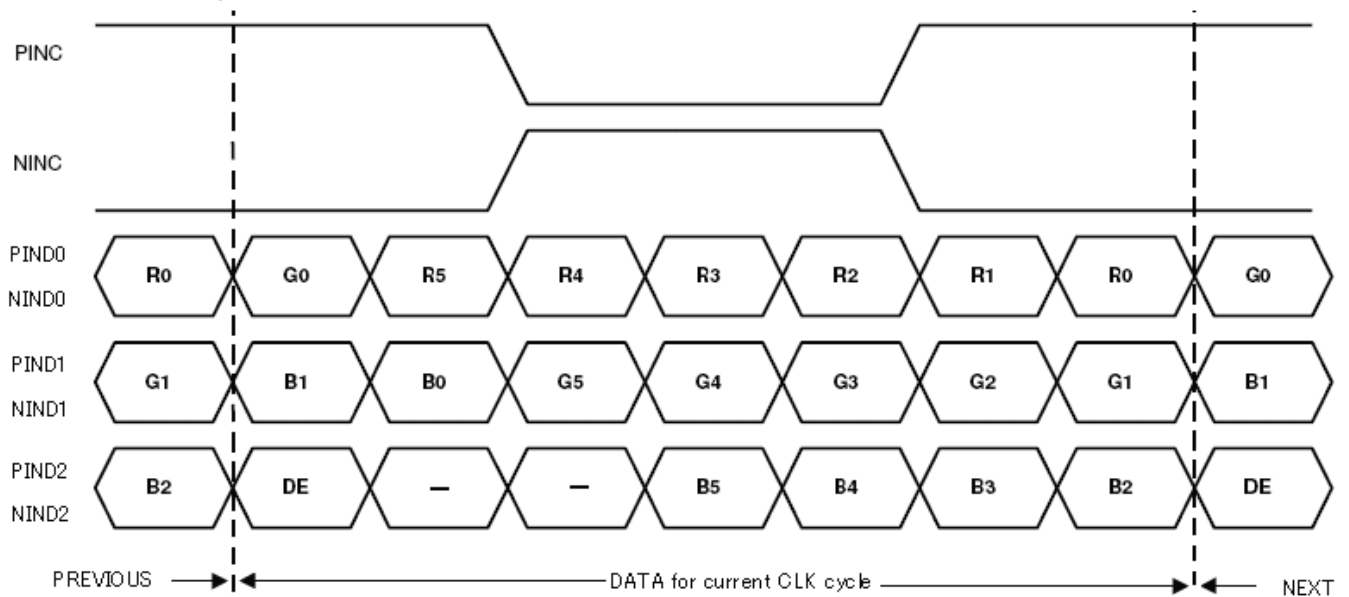 PINC
NINC
PIND0
R0 G0 R5 R4 R3 R2 R1 R0 G0
NIND0
PIND1
G1 B1 B0 G5 G4 G3 G2 G1 B1
NIND1
PIND2
B2 DE — — B5 B4 B3 B2 DE
NIND2
PREVIOUS DATA for current CLK cycle NEXT